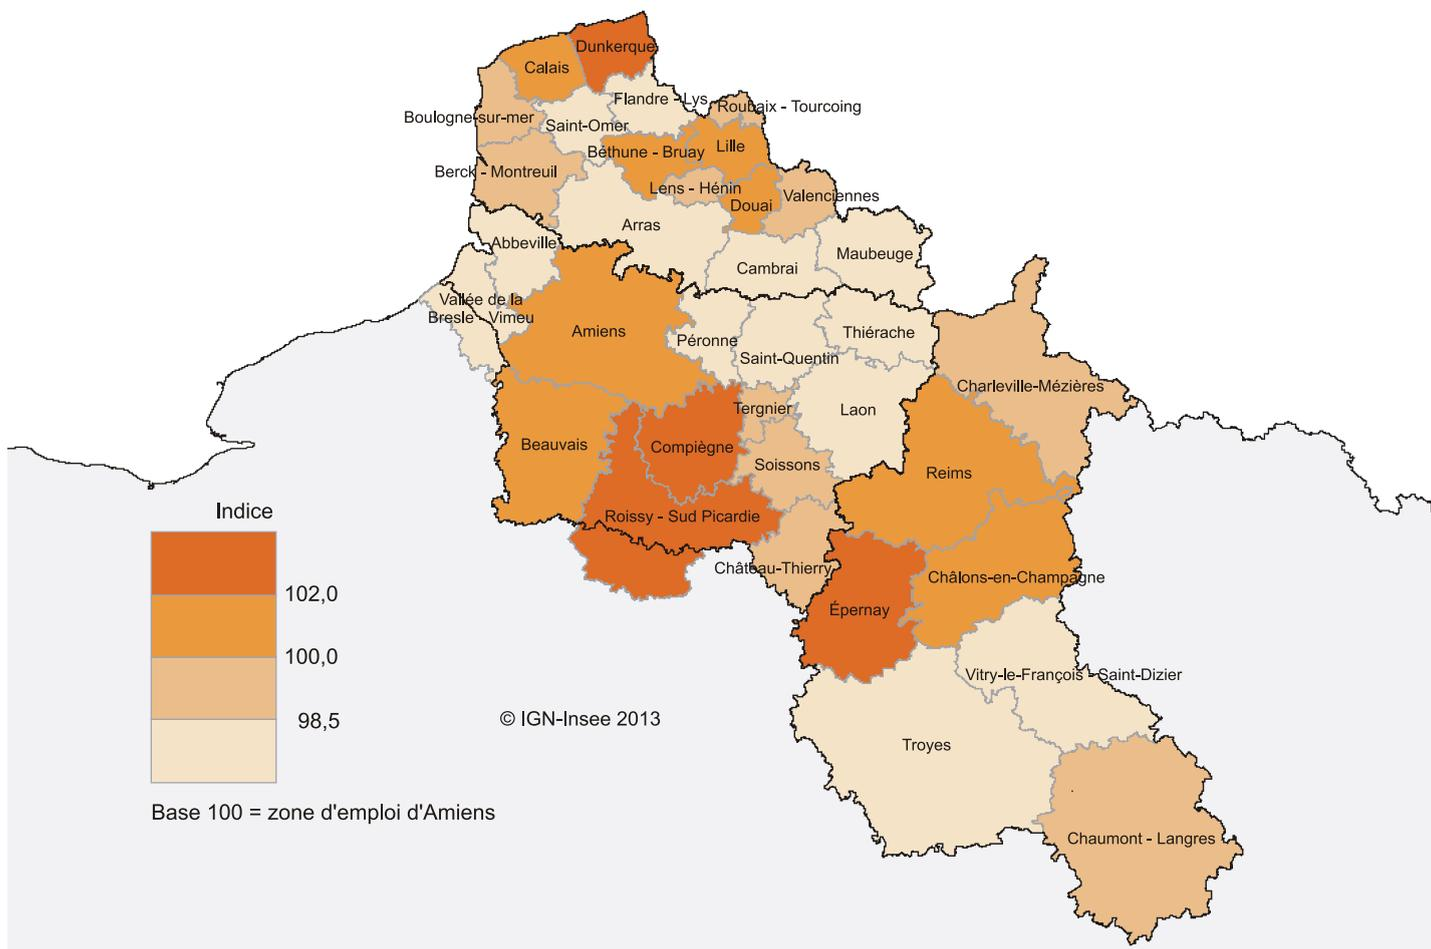 Dunkerque
Calais
Flandre - Lys
Roubaix - Tourcoing
Boulogne-sur-mer
Saint-Omer
Lille
Béthune - Bruay
Berck - Montreuil
Lens - Hénin
Valenciennes
Douai
Arras
Abbeville
Maubeuge
Cambrai
Vallée de la
Bresle - Vimeu
Amiens
Thiérache
Péronne
Saint-Quentin
Charleville-Mézières
Tergnier
Laon
Beauvais
Compiègne
Soissons
Reims
Indice
Roissy - Sud Picardie
Château-Thierry
Châlons-en-Champagne
102,0
Épernay
100,0
Vitry-le-François - Saint-Dizier
98,5
© IGN-Insee 2013
Troyes
Base 100 = zone d'emploi d'Amiens
Chaumont - Langres